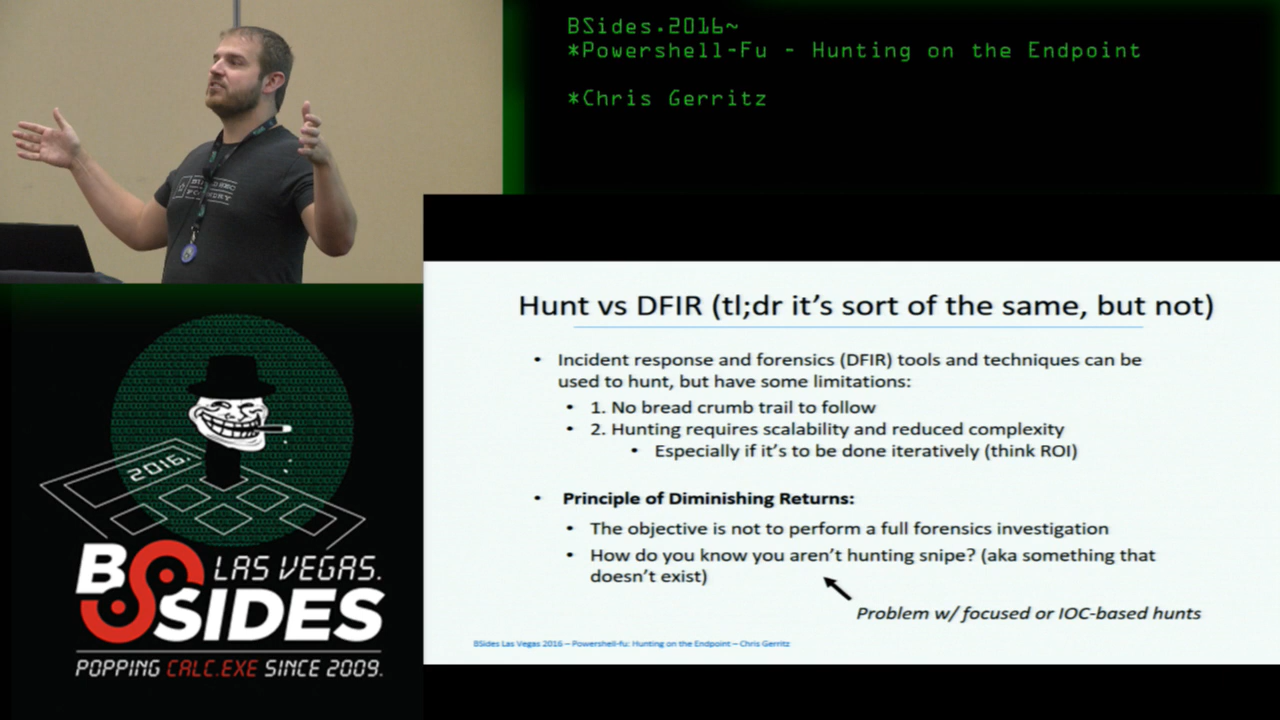 BSides.2016~
*Powershell-Fu - Hunting on the Endpoint
*Chris Gerritz
Hunt vs DFIR (tl;dr it's sort of the same, but not)
• Incident response and forensics (DFIR) tools and techniques can be
used to hunt, but have some limitations:
• 1. No bread crumb trail to follow
• 2. Hunting requires scalability and reduced complexity
• Especially if it's to be done iteratively (think ROI)
• Principle of Diminishing Returns:
• The objective is not to perform a full forensics investigation
• How do you know you aren't hunting snipe? (aka something that
doesn't exist)
Problem w/ focused or IOC-based hunts
BSides Las Vegas 2016 – Powershell-fu: Hunting on the Endpoint – Chris Gerritz
2016.
BSIDES
LAS VEGAS.
POPPING CALC.EXE SINCE 2009.